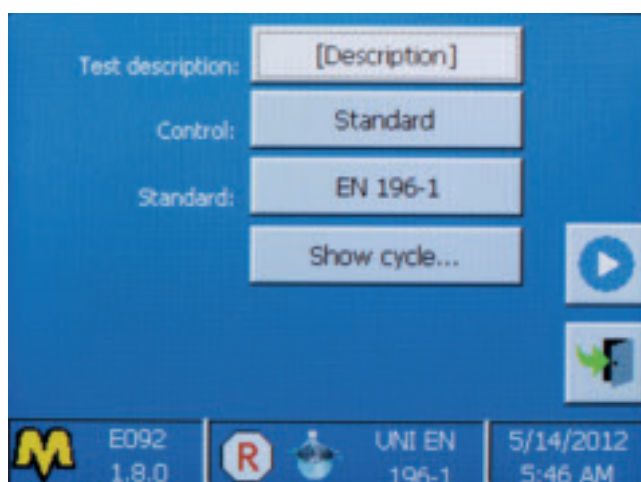 Test description: [Description]
Control: Standard
Standard: EN 196-1
Show cycle...
M E092 1.8.0
R UNI EN 196-1
5/14/2012 5:46 AM